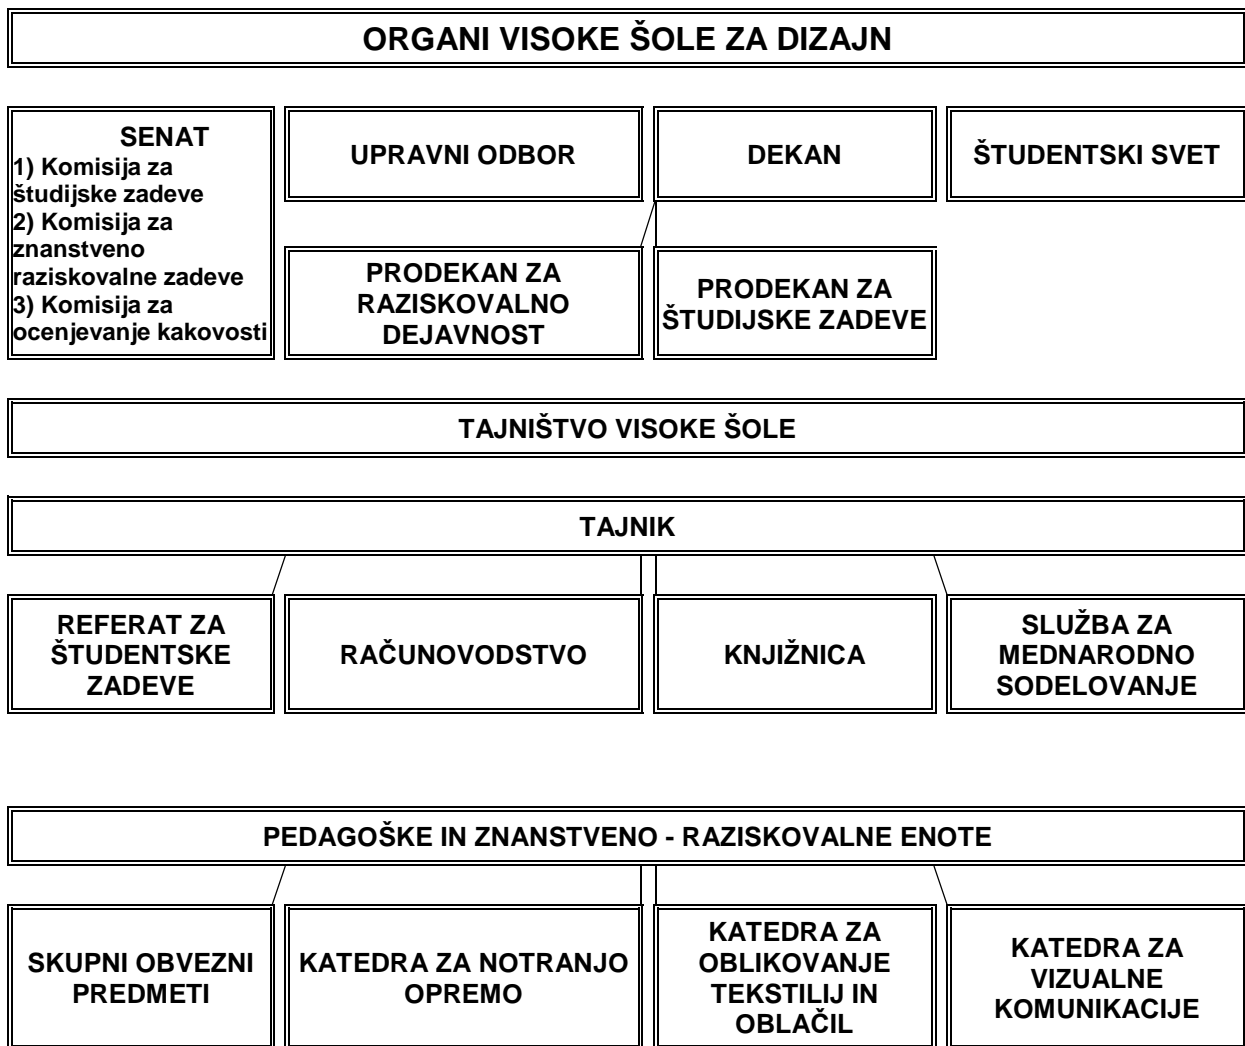 ORGANI VISOKE ŠOLE ZA DIZAJN
SENAT
1) Komisija za
študijske zadeve
2) Komisija za
znanstveno
raziskovalne zadeve
3) Komisija za
ocenjevanje kakovosti
UPRAVNI ODBOR
DEKAN
ŠTUDENTSKI SVET
PRODEKAN ZA
RAZISKOVALNO
DEJAVNOST
PRODEKAN ZA
ŠTUDIJSKE ZADEVE
TAJNIŠTVO VISOKE ŠOLE
TAJNIK
REFERAT ZA
ŠTUDENTSKE
ZADEVE
RAČUNOVODSTVO
KNJIŽNICA
SLUŽBA ZA
MEDNARODNO
SODELOVANJE
PEDAGOŠKE IN ZNANSTVENO - RAZISKOVALNE ENOTE
SKUPNI OBVEZNI
PREDMETI
KATEDRA ZA NOTRANJO
OPREMO
KATEDRA ZA
OBLIKOVANJE
TEKSTILIJ IN
OBLAČIL
KATEDRA ZA
VIZUALNE
KOMUNIKACIJE